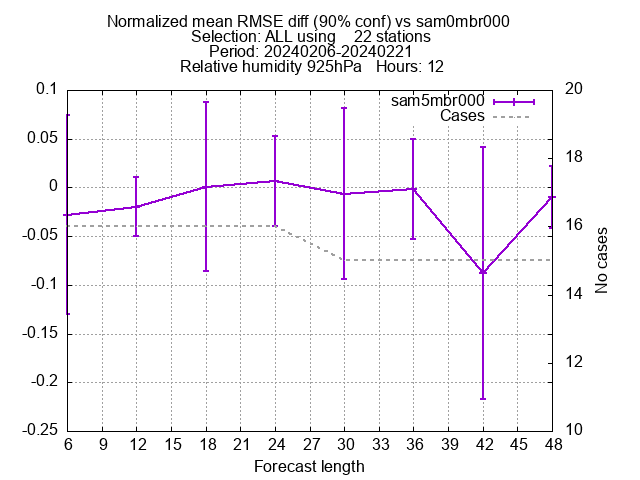 Normalized mean RMSE diff (90% conf) vs sam0mbr000
Selection: ALL using    22 stations
Period: 20240206-20240221
Relative humidity 925hPa   Hours: 12
0.1
0.05
0
-0.05
-0.1
-0.15
-0.2
-0.25
20
18
16
14
12
10
No cases
sam5mbr000
Cases
6 9 12 15 18 21 24 27 30 33 36 39 42 45 48
Forecast length